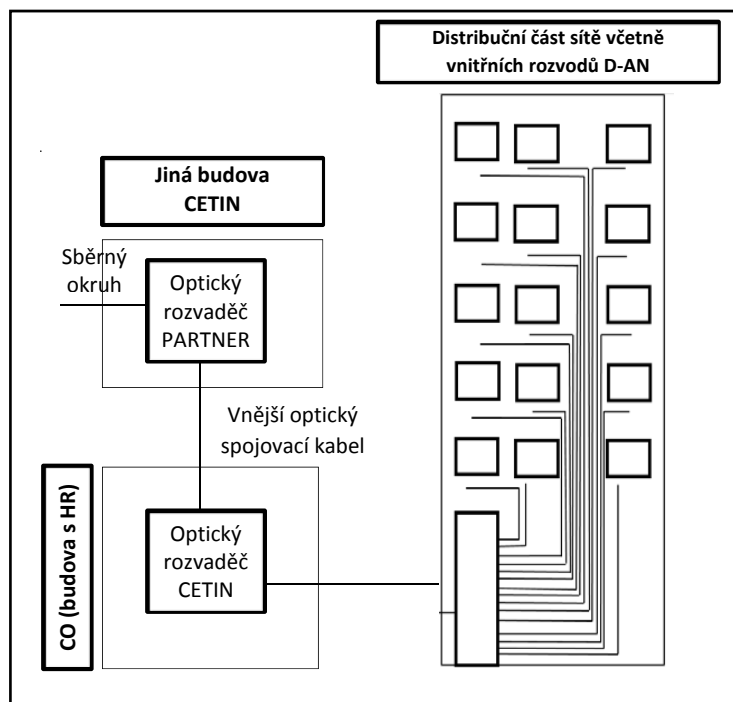 Distribuční část sítě včetně
vnitřních rozvodů D-AN
Jiná budova
CETIN
Sběrný
okruh
Optický
rozvaděč
PARTNER
Vnější optický
spojovací kabel
CO (budova s HR)
Optický
rozvaděč
CETIN